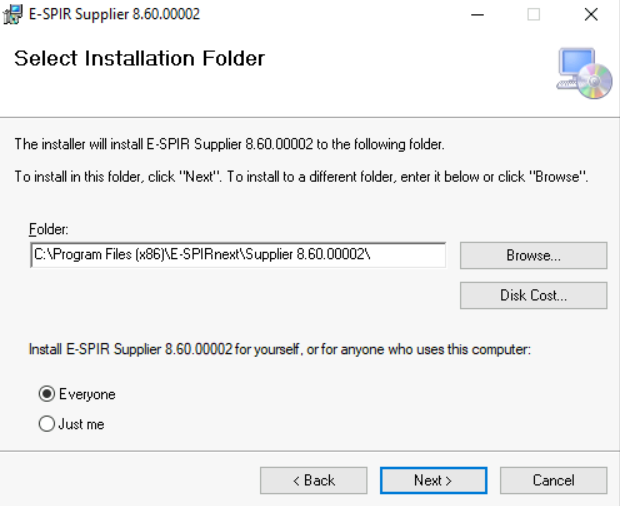 E-SPIR Supplier 8.60.00002
Select Installation Folder
The installer will install E-SPIR Supplier 8.60.00002 to the following folder.
To install in this folder, click "Next". To install to a different folder, enter it below or click "Browse".
Folder:
C:\Program Files (x86)\E-SPIRnext\Supplier 8.60.00002\
Browse...
Disk Cost...
Install E-SPIR Supplier 8.60.00002 for yourself, or for anyone who uses this computer:
Everyone
Just me
< Back
Next >
Cancel